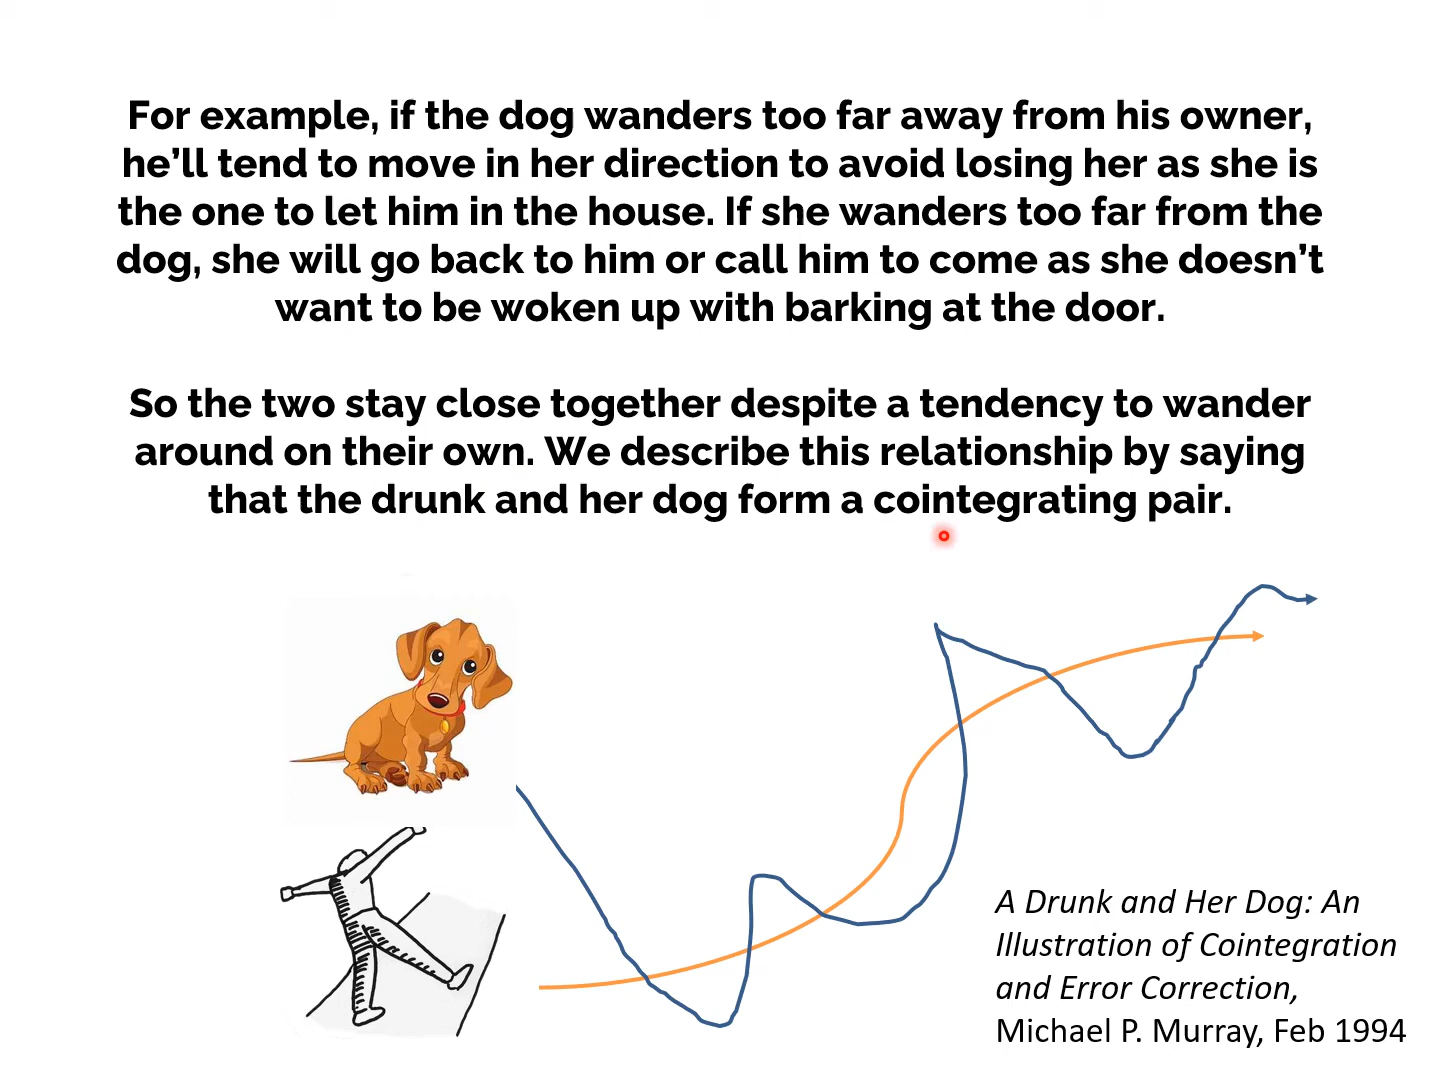 For example, if the dog wanders too far away from his owner,
he’ll tend to move in her direction to avoid losing her as she is
the one to let him in the house. If she wanders too far from the
dog, she will go back to him or call him to come as she doesn’t
want to be woken up with barking at the door.
So the two stay close together despite a tendency to wander
around on their own. We describe this relationship by saying
that the drunk and her dog form a cointegrating pair.
A Drunk and Her Dog: An
Illustration of Cointegration
and Error Correction,
Michael P. Murray, Feb 1994